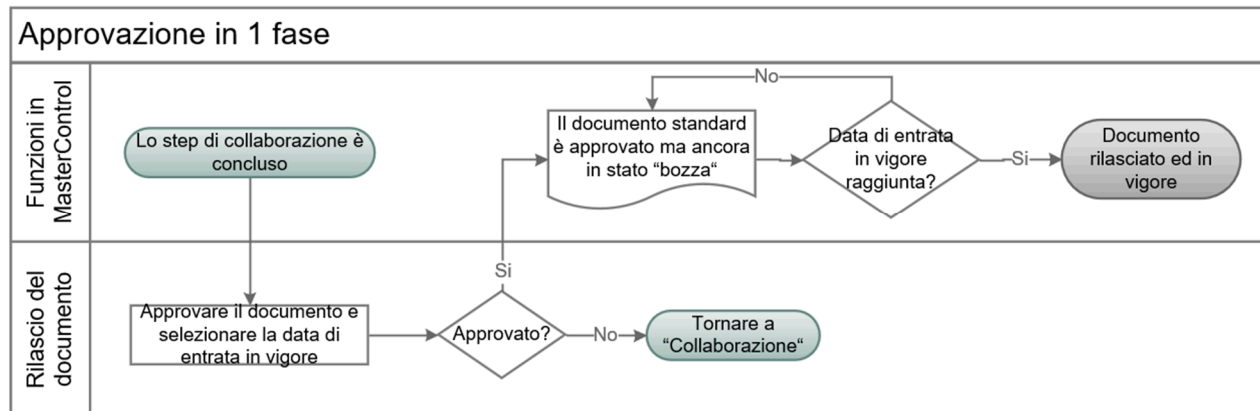 Approvazione in 1 fase
Funzioni in
MasterControl
Lo step di collaborazione è
concluso
No
Il documento standard
è approvato ma ancora
in stato “bozza“
Data di entrata
in vigore
raggiunta?
Si
Documento
rilasciato ed in
vigore
Rilascio del
documento
Si
Approvare il documento e
selezionare la data di
entrata in vigore
Approvato?
No
Tornare a
“Collaborazione“